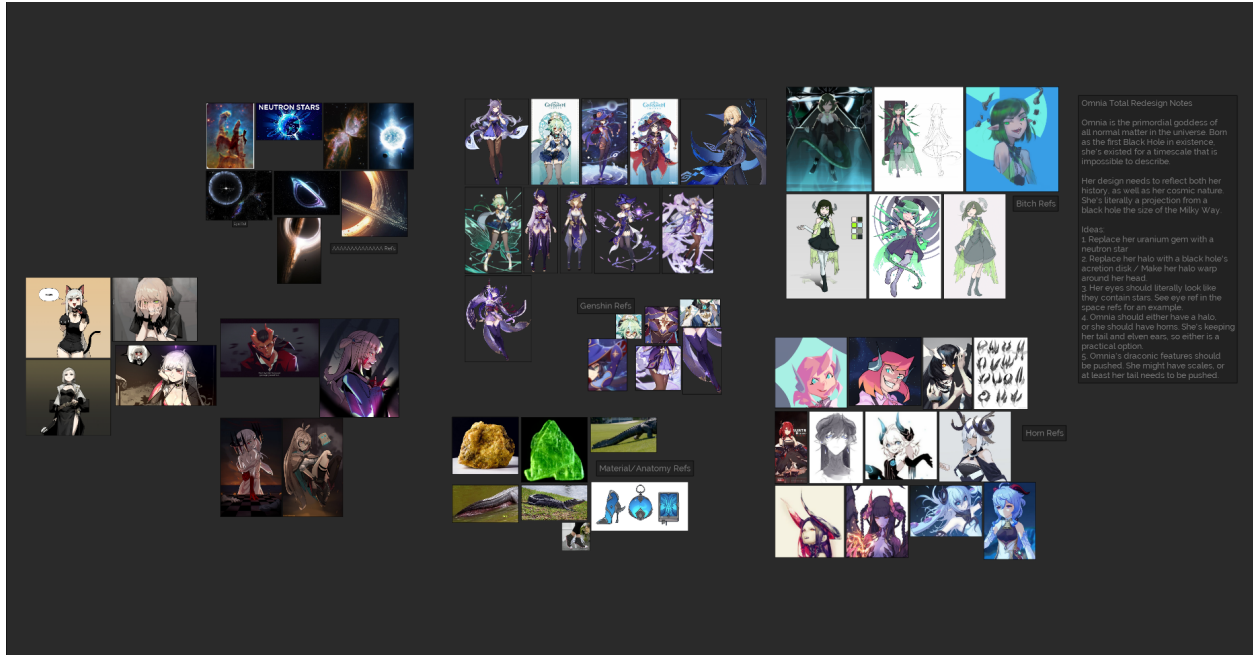 NEUTRON STARS
Genshin Refs
Material/Anatomy Refs
Bitch Refs
Horn Refs
Omnia Total Redesign Notes
Omnia is the primordial goddess of
all normal matter in the universe. Born
as the first Black Hole in existence,
she's existed for a timescale that is
impossible to describe.
Her design needs to reflect both her
history, as well as her cosmic nature.
She's literally a projection from a
black hole the size of the Milky Way.
Ideas:
1. Replace her uranium gem with a
neutron star
2. Replace her halo with a black hole's
acretion disk / Make her halo warp
around her head.
3. Her eyes should literally look like
they contain stars. See eye ref in the
space refs for an example.
4. Omnia should either have a halo,
or she should have horns. She's keeping
her tail and elven ears, so either is a
practical option.
5. Omnia's draconic features should
be pushed. She might have scales, or
at least her tail needs to be pushed.